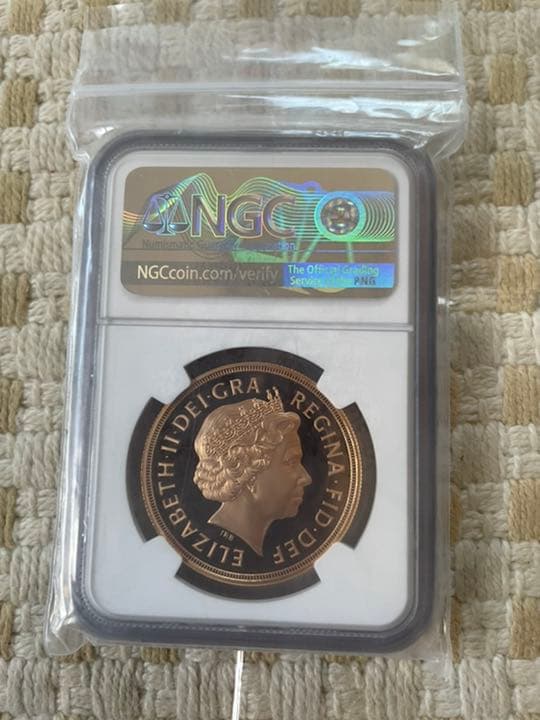 NGC
Numismatic Guaranty Corporation
NGCcoin.com/verify
The Official Grading
Service of the PNG
ELIZABETH·II·DEI·GRA REGINA·FID·DEF
IRB